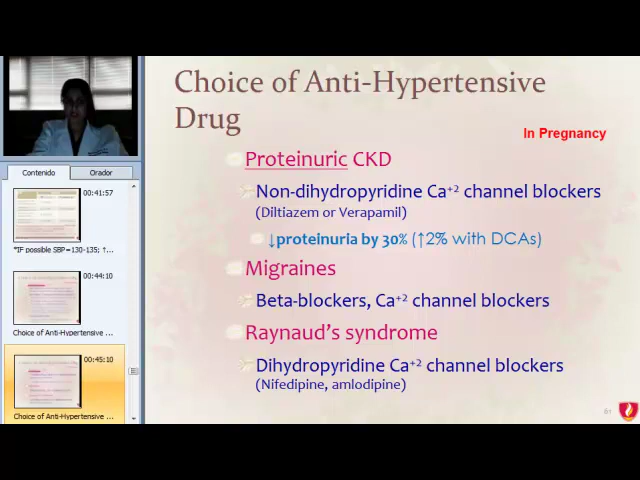 Choice of Anti-Hypertensive
Drug
In Pregnancy
Proteinuric CKD
Non-dihydropyridine Ca+2 channel blockers
(Diltiazem or Verapamil)
↓proteinuria by 30% (↑2% with DCAs)
Migraines
Beta-blockers, Ca+2 channel blockers
Raynaud's syndrome
Dihydropyridine Ca+2 channel blockers
(Nifedipine, amlodipine)
61
Contenido
Orador
00:41:57
*IF possible SBP=130-135; ↑...
00:44:10
Choice of Anti-Hypertensive
00:45:10
Choice of Anti-Hypertensive